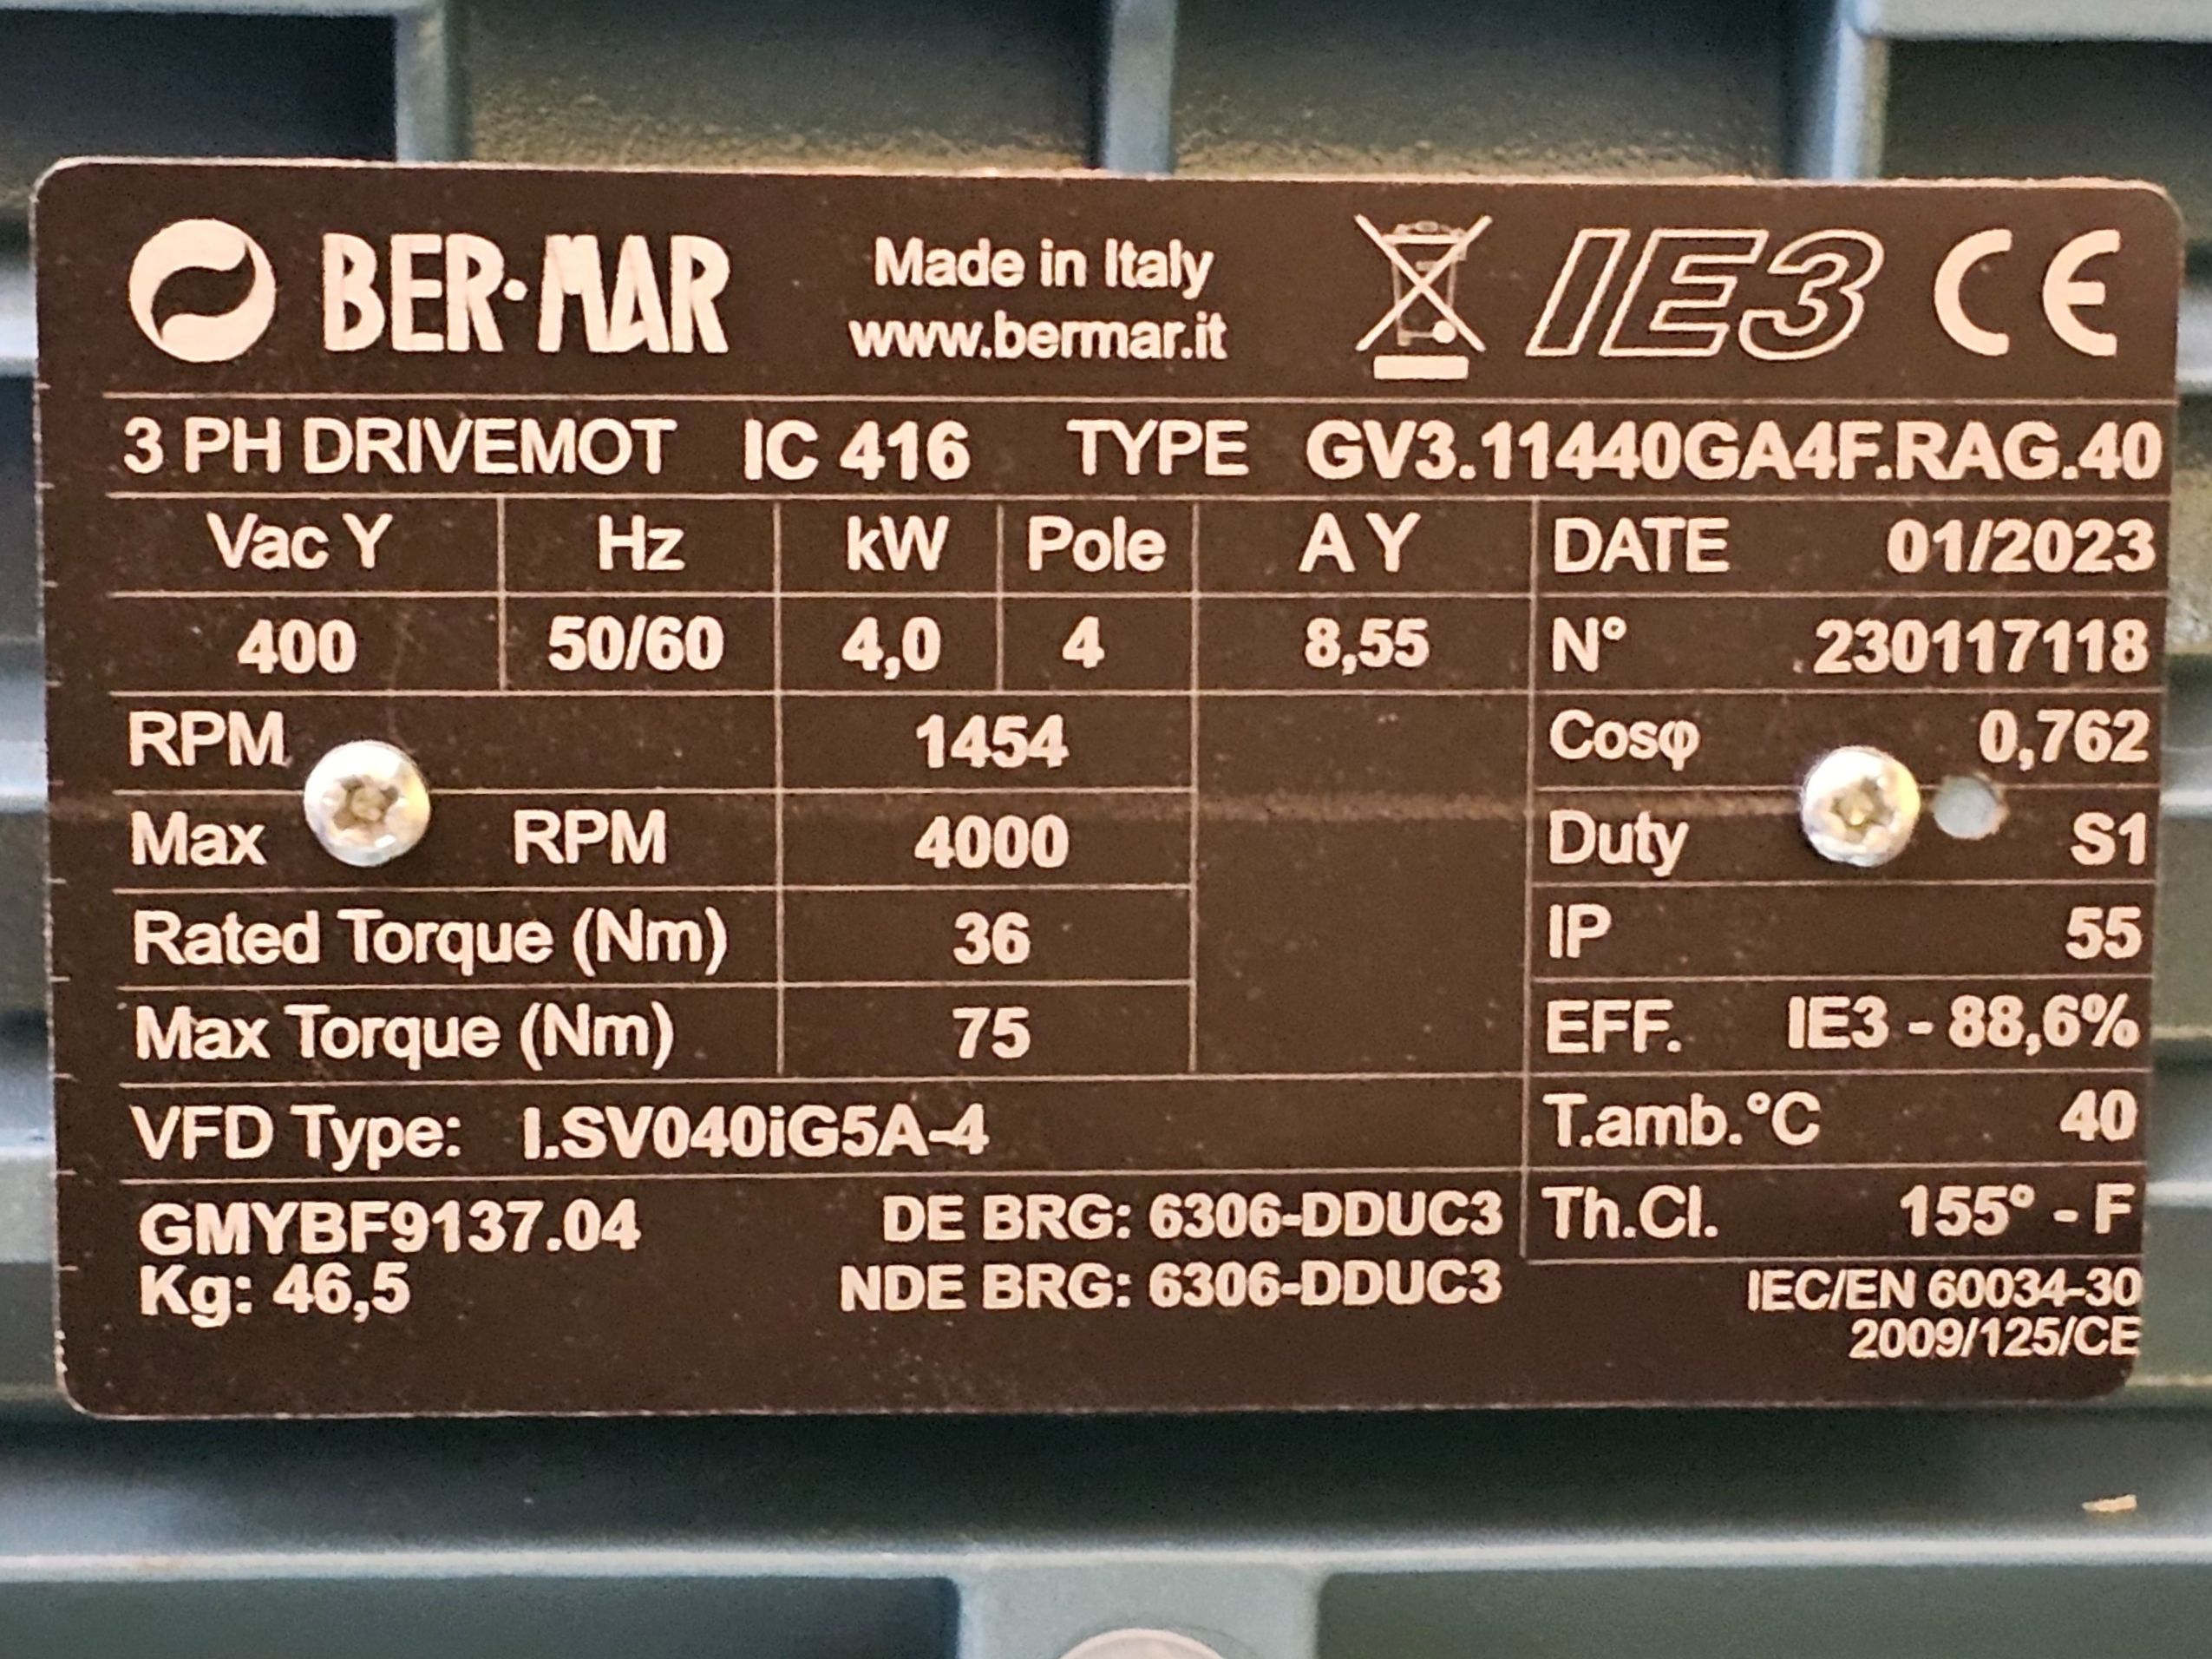 BER·MAR
Made in Italy
www.bermar.it
IE3 CE
3 PH DRIVEMOT IC 416 TYPE GV3.11440GA4F.RAG.40
Vac Y Hz kW Pole A Y DATE 01/2023
400 50/60 4,0 4 8,55 N° 230117118
RPM 1454 Cosφ 0,762
Max RPM 4000 Duty S1
Rated Torque (Nm) 36 IP 55
Max Torque (Nm) 75 EFF. IE3 - 88,6%
VFD Type: I.SV040iG5A-4 T.amb.°C 40
GMYBF9137.04 DE BRG: 6306-DDUC3 Th.Cl. 155° - F
Kg: 46,5 NDE BRG: 6306-DDUC3 IEC/EN 60034-30
2009/125/CE